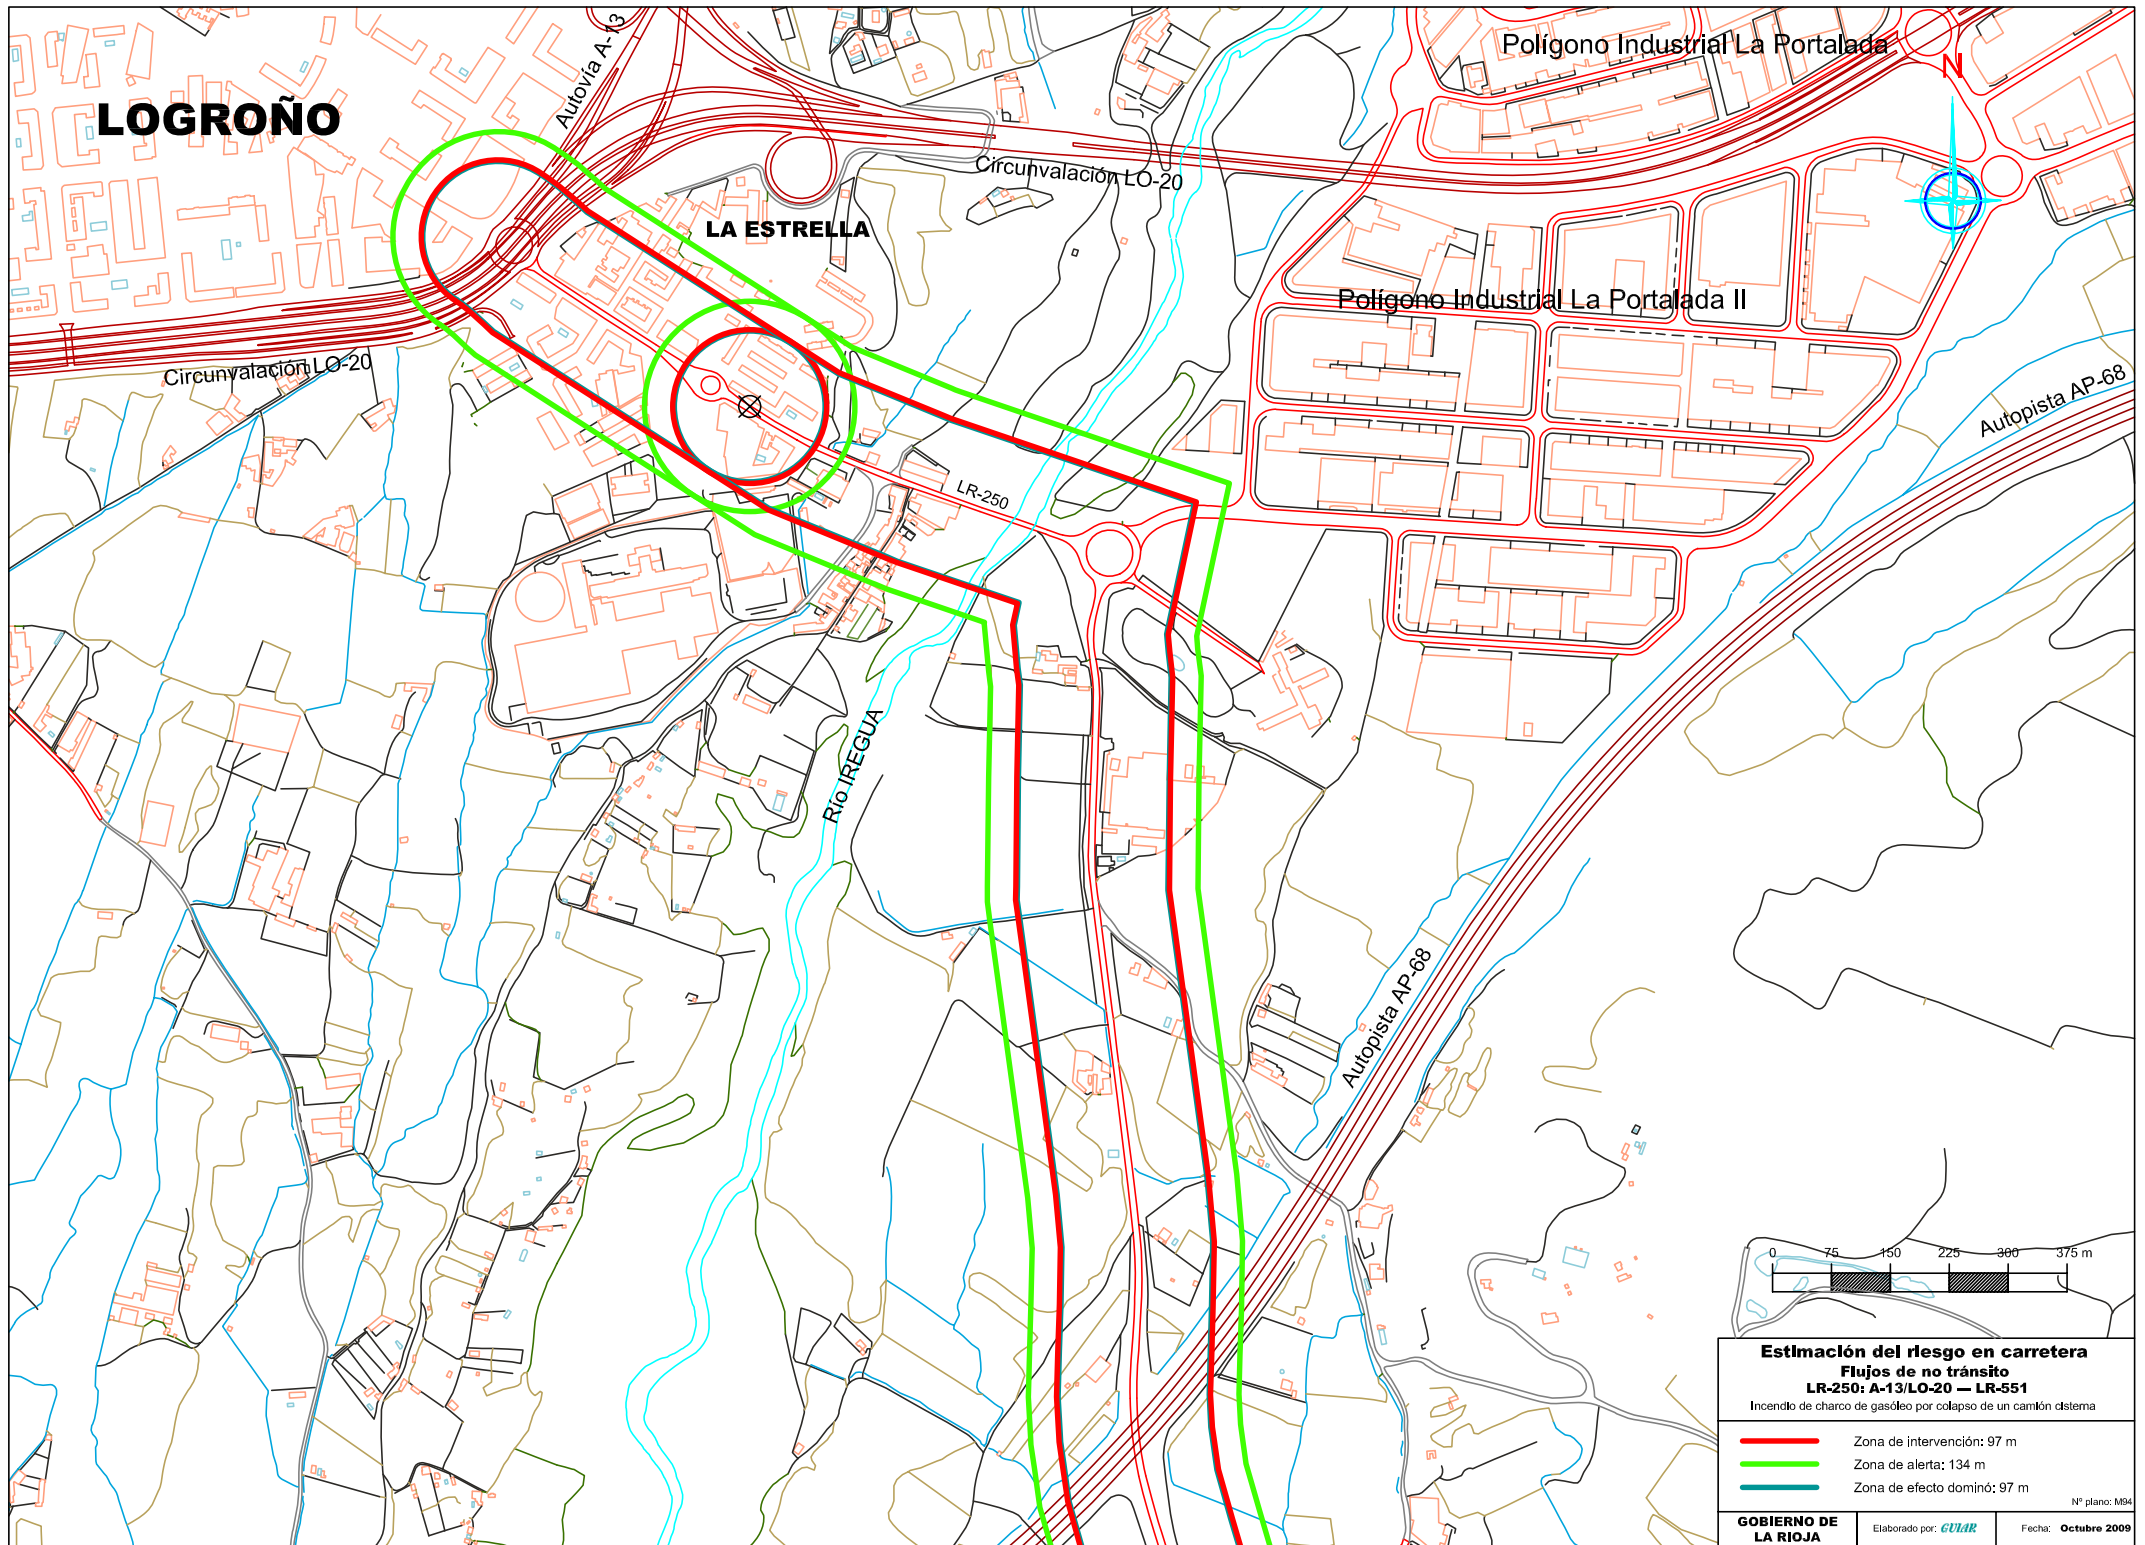 Polígono Industrial La Portalada
N
LOGROÑO
Autovía A-13
Circunvalación LO-20
LA ESTRELLA
Polígono Industrial La Portalada II
Circunvalación LO-20
Autopista AP-68
LR-250
Río IREGUA
Autopista AP-68
0 75 150 225 300 375 m
Estimación del riesgo en carretera
Flujos de no tránsito
LR-250: A-13/LO-20 — LR-551
Incendio de charco de gasóleo por colapso de un camión cisterna
Zona de intervención: 97 m
Zona de alerta: 134 m
Zona de efecto dominó: 97 m
Nº plano: M94
GOBIERNO DE
LA RIOJA
Elaborado por: GUIAR
Fecha: Octubre 2009